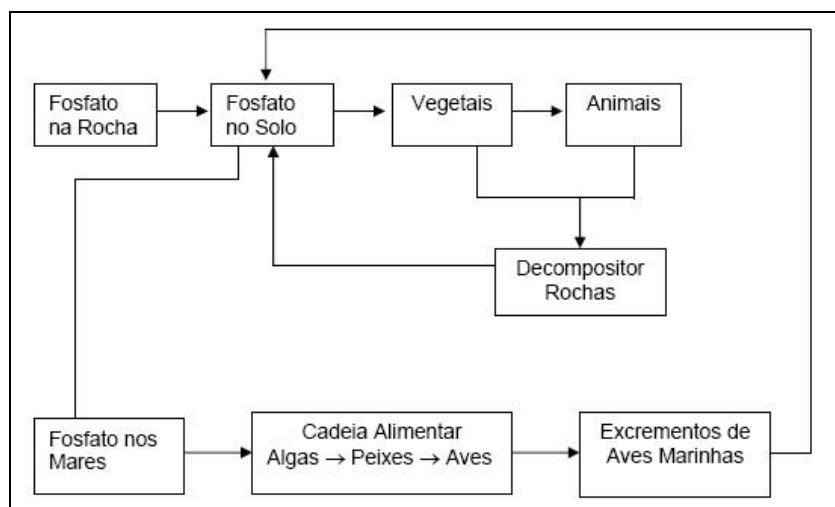 Fosfato
na Rocha
Fosfato
no Solo
Vegetais
Animais
Decompositor
Rochas
Fosfato nos
Mares
Cadeia Alimentar
Algas → Peixes → Aves
Excrementos de
Aves Marinhas